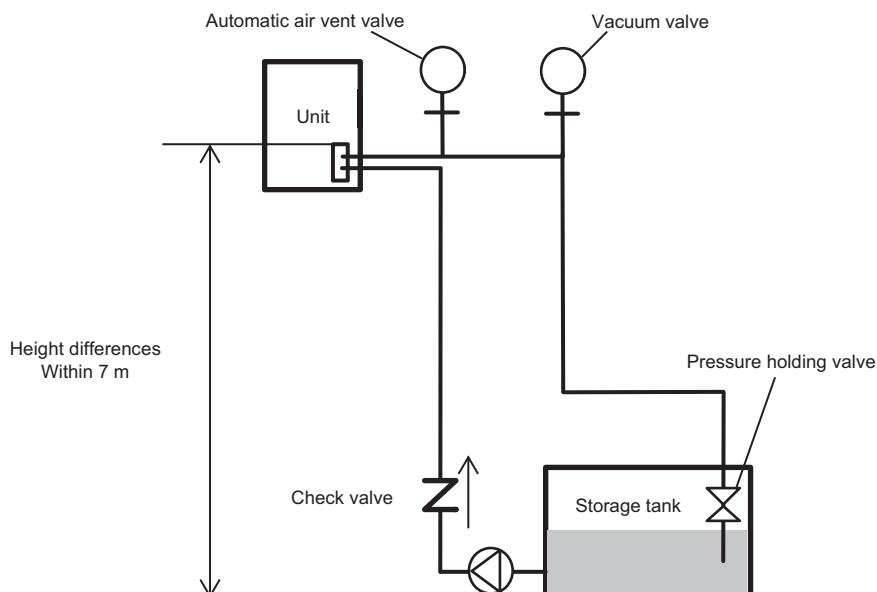 Automatic air vent valve
Vacuum valve
Unit
Height differences
Within 7 m
Pressure holding valve
Check valve
Storage tank